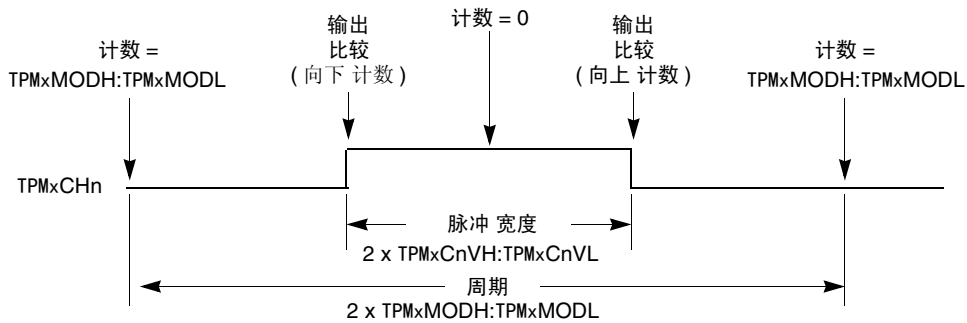 计数 =
TPMxMODH:TPMxMODL
输出
比较
( 向下 计数 )
计数 = 0
输出
比较
( 向上 计数 )
计数 =
TPMxMODH:TPMxMODL
TPMxCHn
脉冲 宽度
2 x TPMxCnVH:TPMxCnVL
周期
2 x TPMxMODH:TPMxMODL